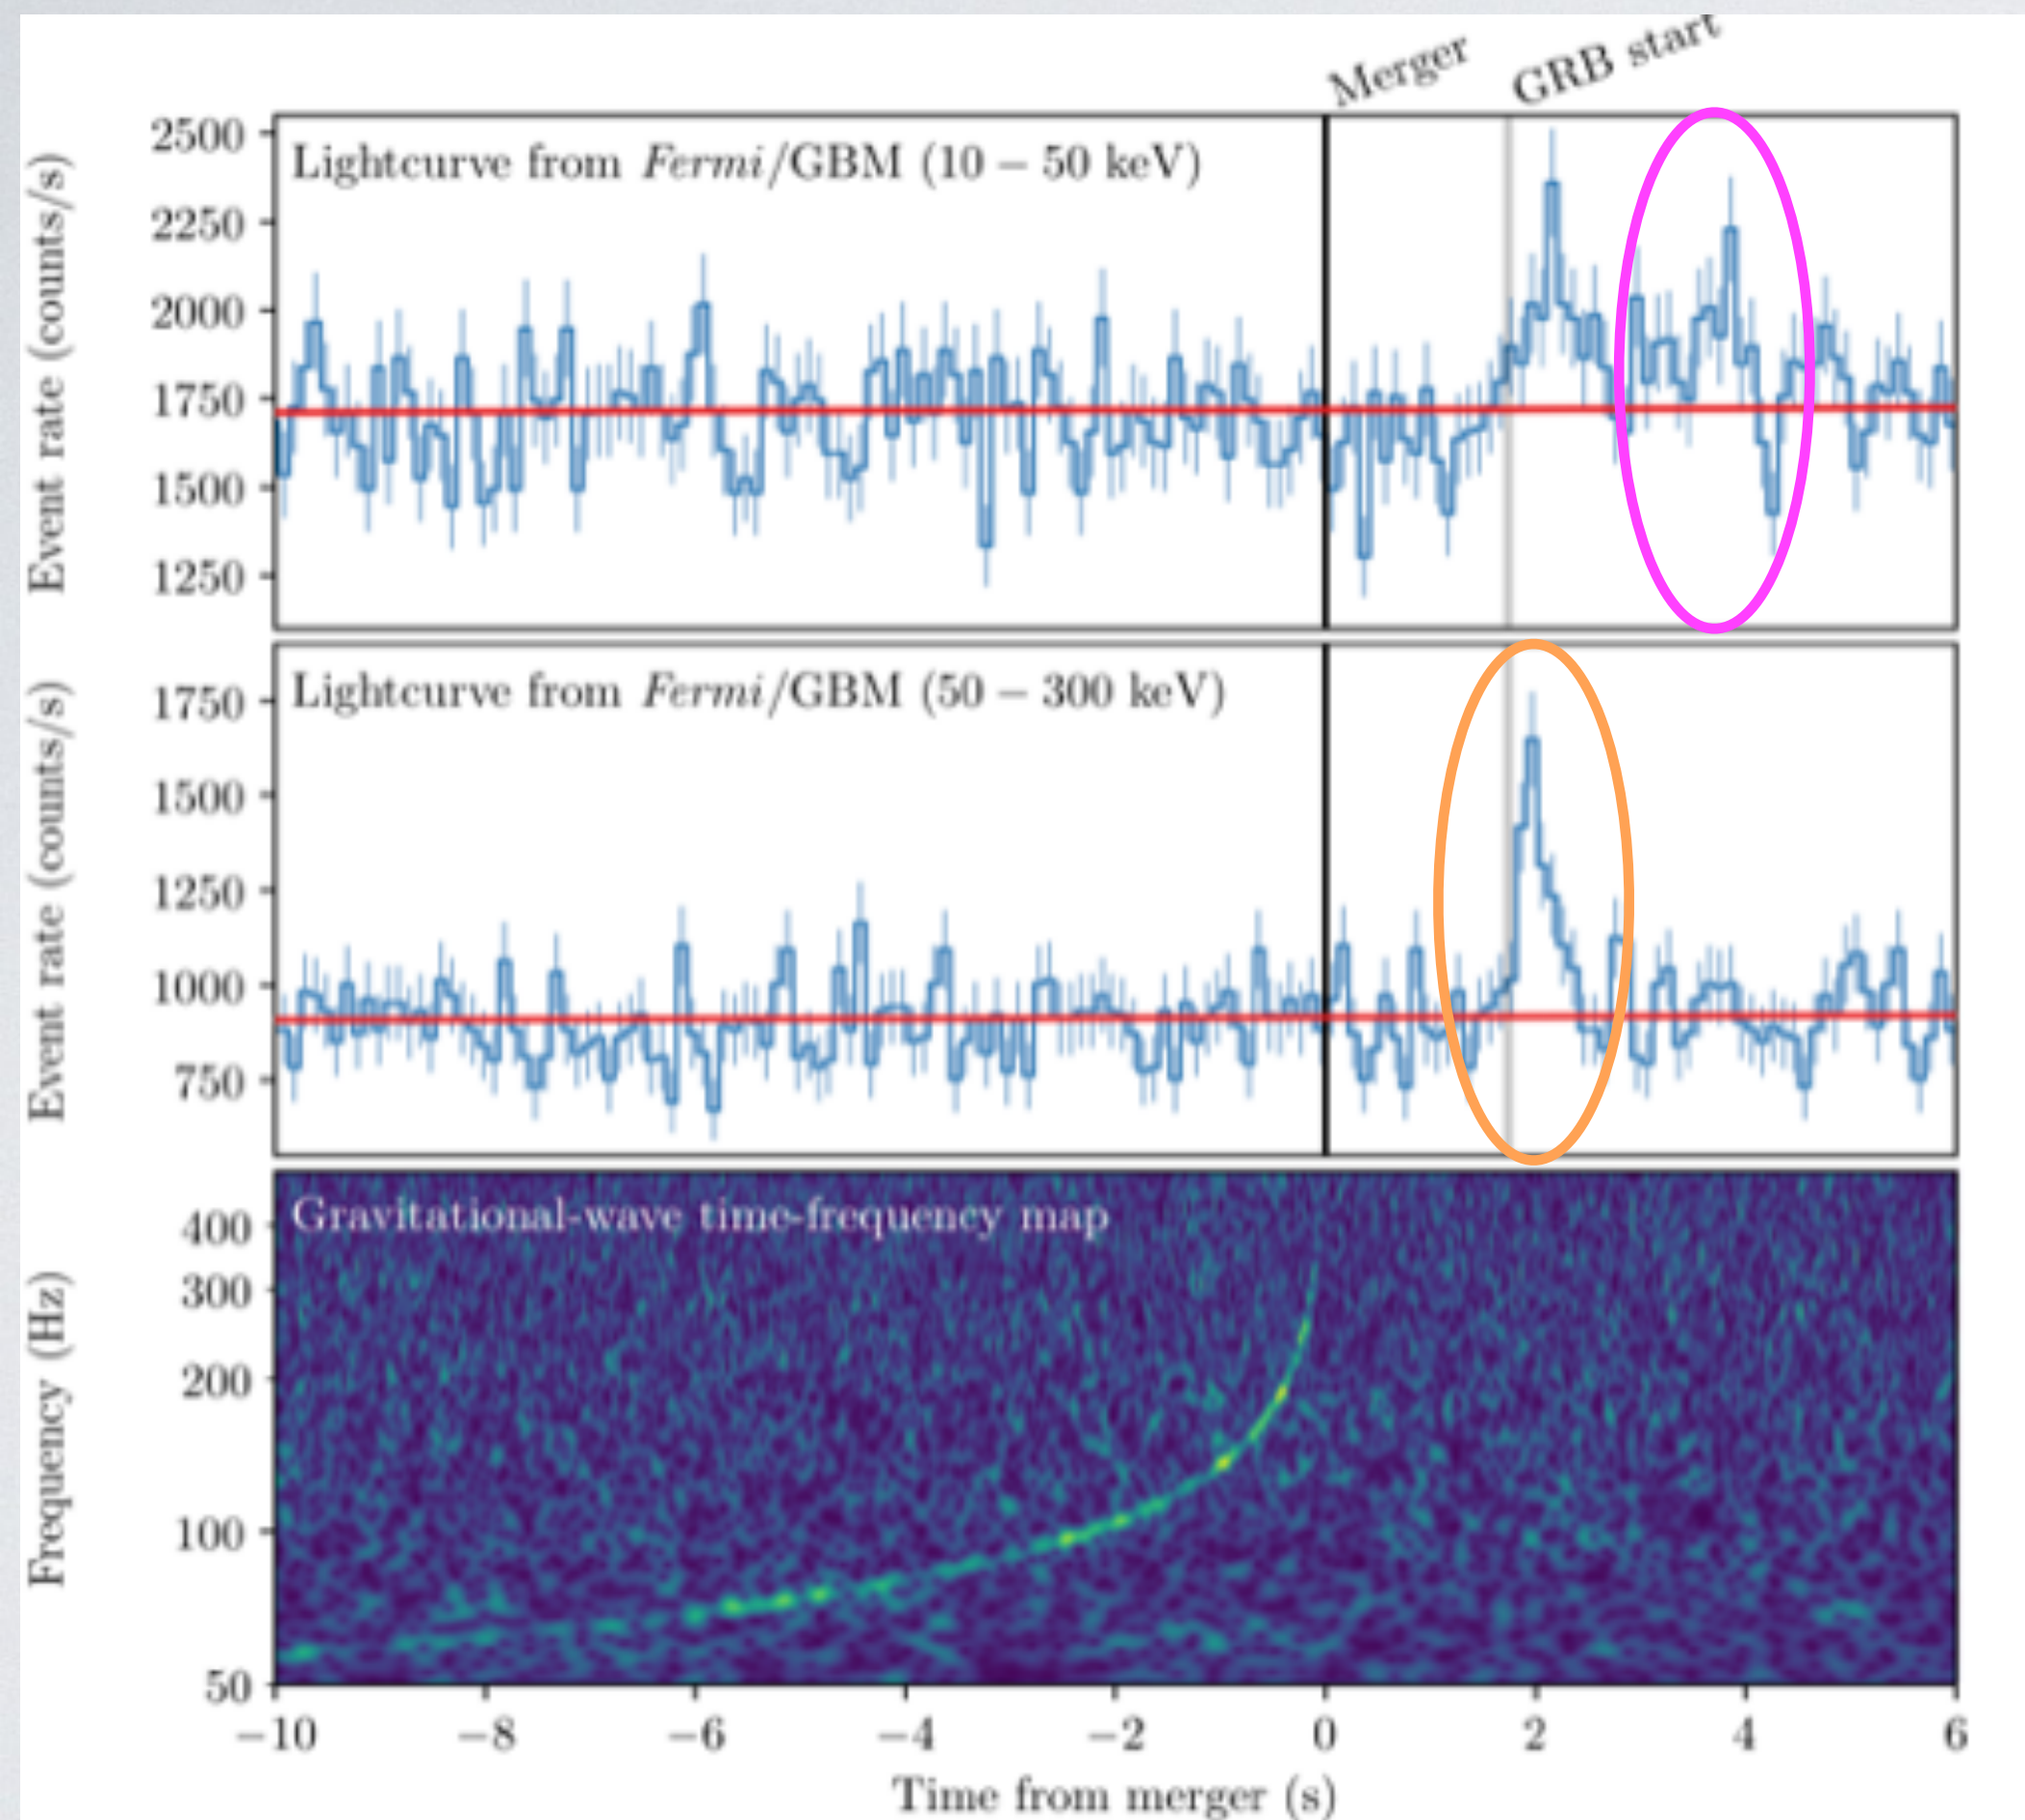 Merger
GRB start
Lightcurve from Fermi/GBM (10 – 50 keV)
2500
2250
2000
1750
1500
1250
Event rate (counts/s)
Lightcurve from Fermi/GBM (50 – 300 keV)
1750
1500
1250
1000
750
Event rate (counts/s)
Gravitational-wave time-frequency map
400
300
200
100
50
Frequency (Hz)
−10 −8 −6 −4 −2 0 2 4 6
Time from merger (s)